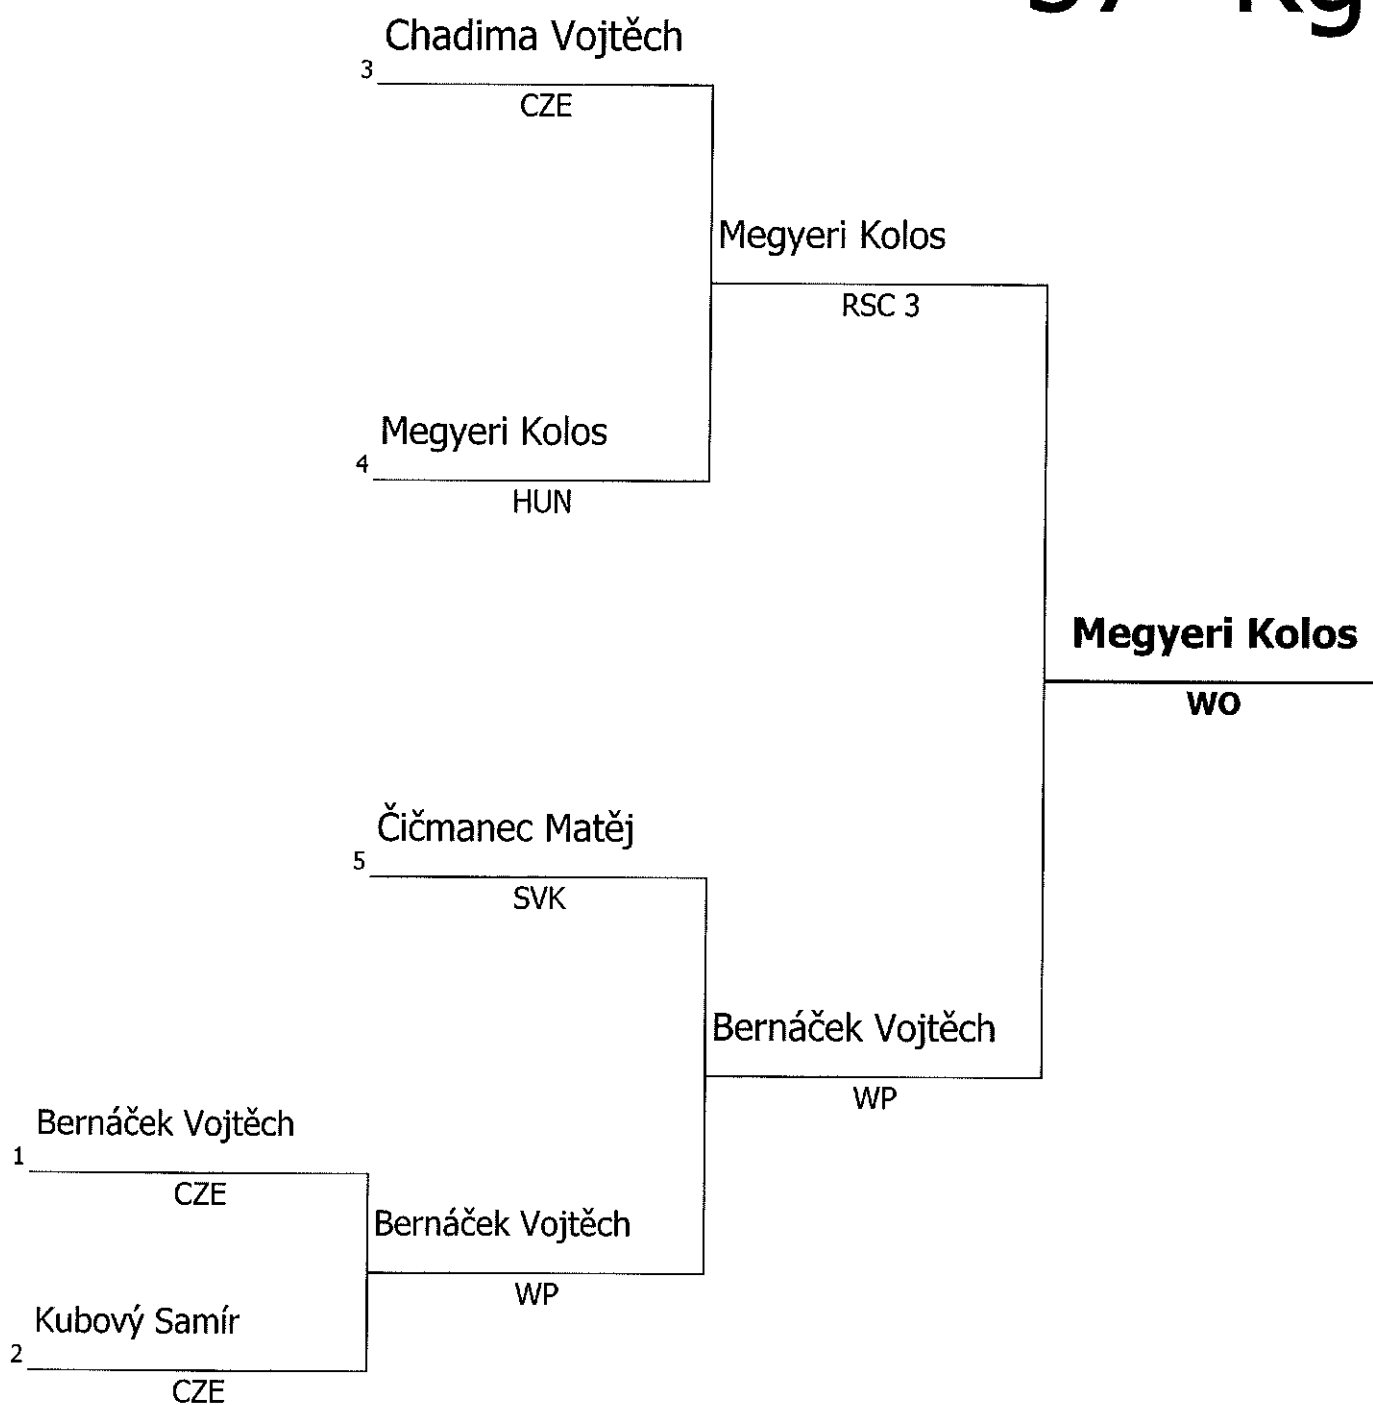 Kg
Chadima Vojtěch
3
CZE
Megyeri Kolos
RSC 3
Megyeri Kolos
4
HUN
Megyeri Kolos
WO
Čičmanec Matěj
5
SVK
Bernáček Vojtěch
WP
Bernáček Vojtěch
1
CZE
Bernáček Vojtěch
WP
Kubový Samír
2
CZE